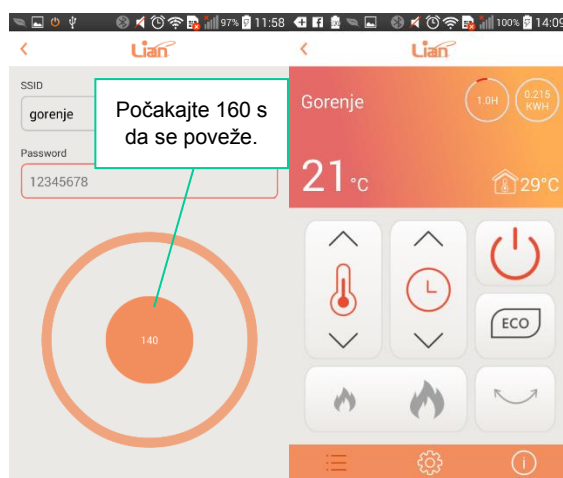 97% 11:58
Lian
SSID
gorenje
Password
12345678
Počakajte 160 s
da se poveže.
140
100% 14:09
Lian
Gorenje
1.0H
0.215
KWH
21 °C
29°C
L
ECO
i